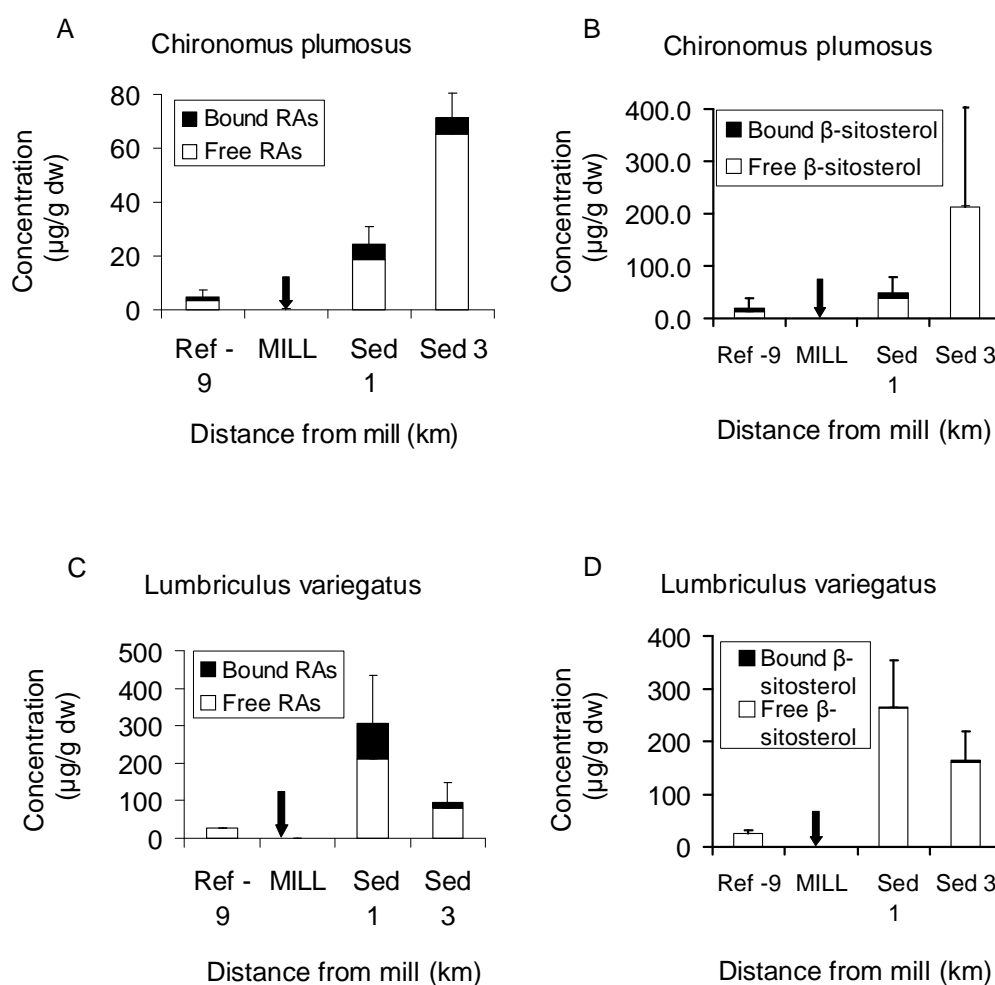 A
Chironomus plumosus
Concentration
(µg/g dw)
80
60
40
20
0
Bound RAs
Free RAs
Ref -
9
MILL
Sed
1
Sed 3
Distance from mill (km)
B
Chironomus plumosus
Concentration
(µg/g dw)
400.0
300.0
200.0
100.0
0.0
Bound β-sitosterol
Free β-sitosterol
Ref -9
MILL
Sed
1
Sed 3
Distance from mill (km)
C
Lumbriculus variegatus
Concentration
(µg/g dw)
500
400
300
200
100
0
Bound RAs
Free RAs
Ref -
9
MILL
Sed
1
Sed
3
Distance from mill (km)
D
Lumbriculus variegatus
Concentration
(µg/g dw)
400
300
200
100
0
Bound β-
sitosterol
Free β-
sitosterol
Ref -9
MILL
Sed
1
Sed 3
Distance from mill (km)